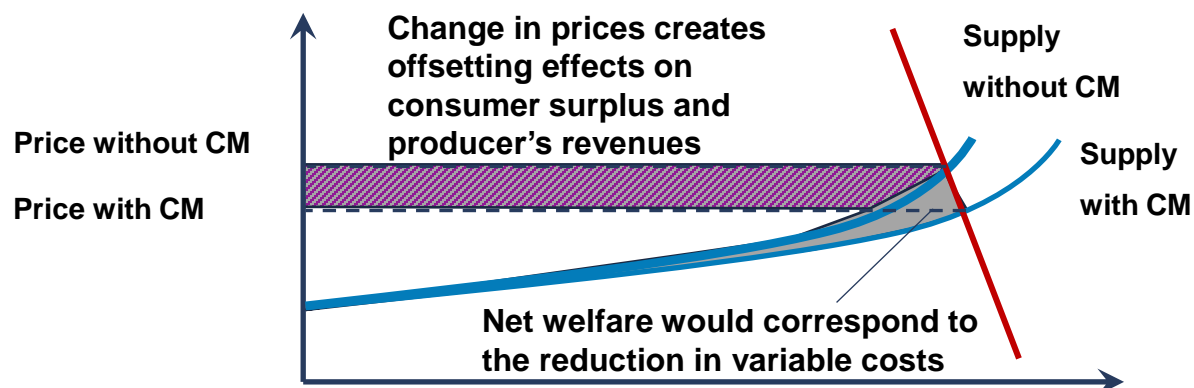 Change in prices creates
offsetting effects on
consumer surplus and
producer’s revenues
Supply
without CM
Price without CM
Supply
with CM
Price with CM
Net welfare would correspond to
the reduction in variable costs